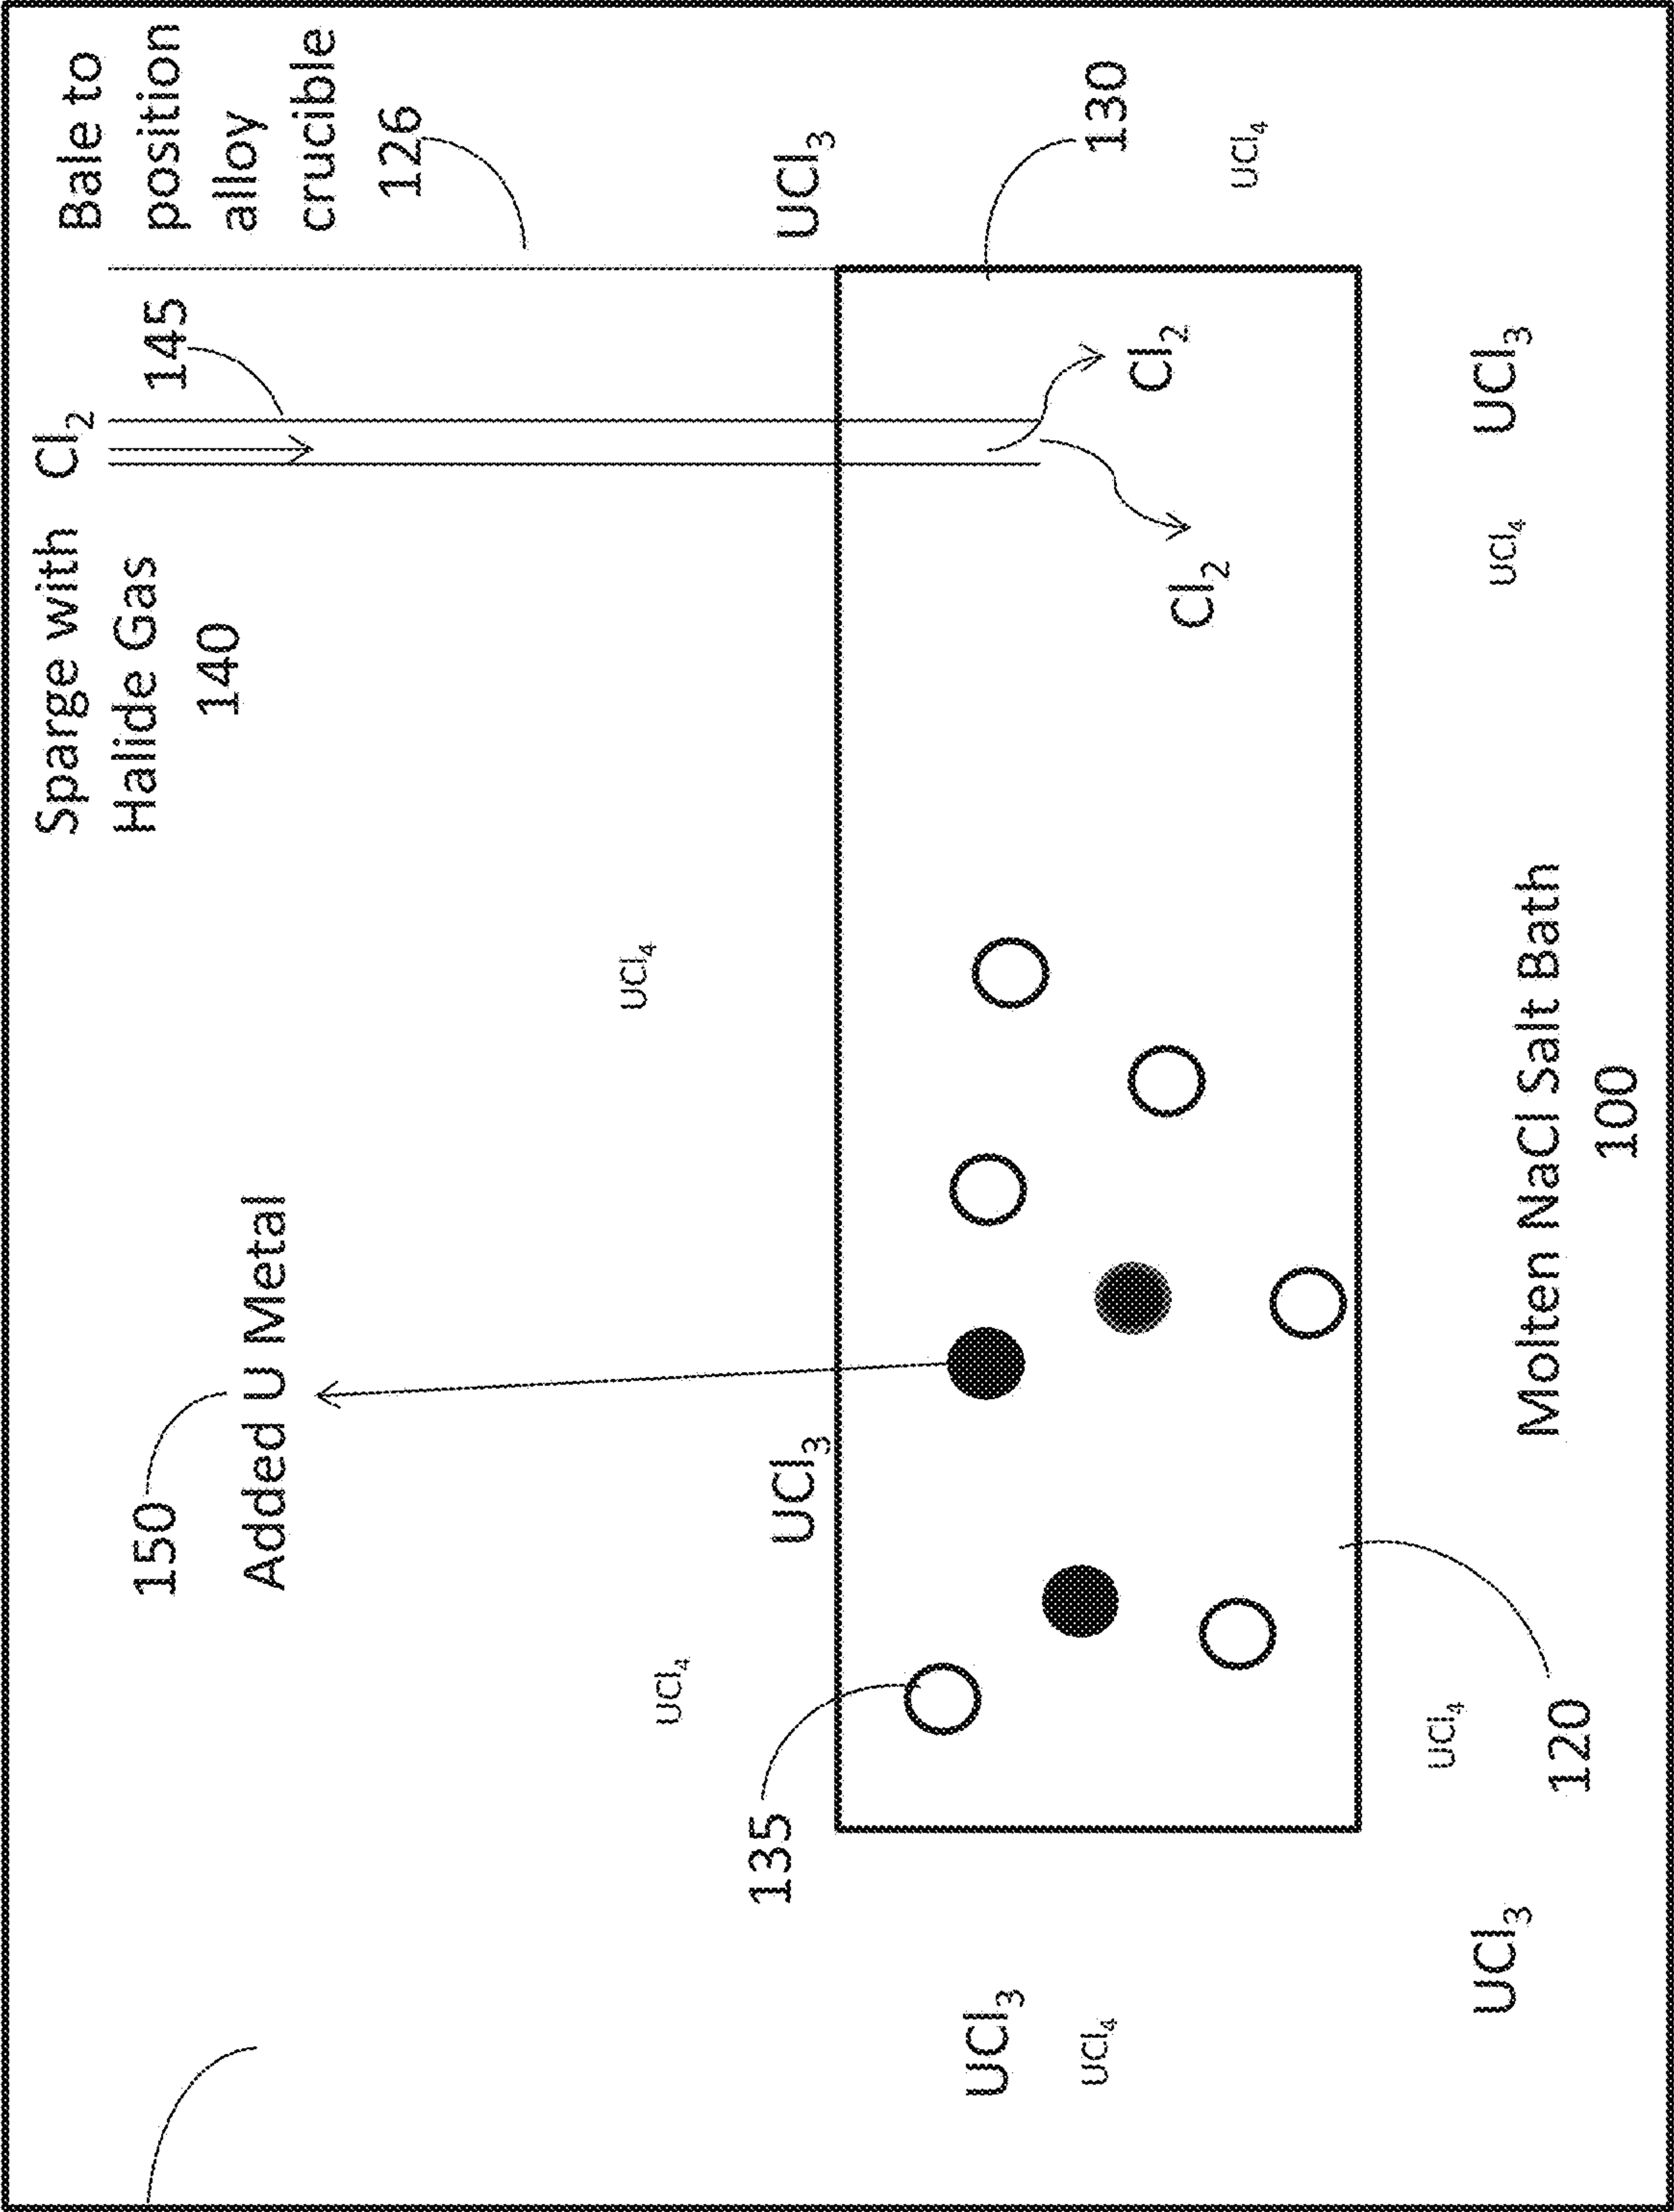 Sparge with Cl₂
Halide Gas
140
Bale to
position
alloy
crucible
126
150
145
Added U Metal
UCl₄
UCl₄
135
UCl₃
UCl₃
UCl₃
UCl₄
130
Cl₂
Cl₂
UCl₄
UCl₄
UCl₃
UCl₄
UCl₃
120
Molten NaCl Salt Bath
100